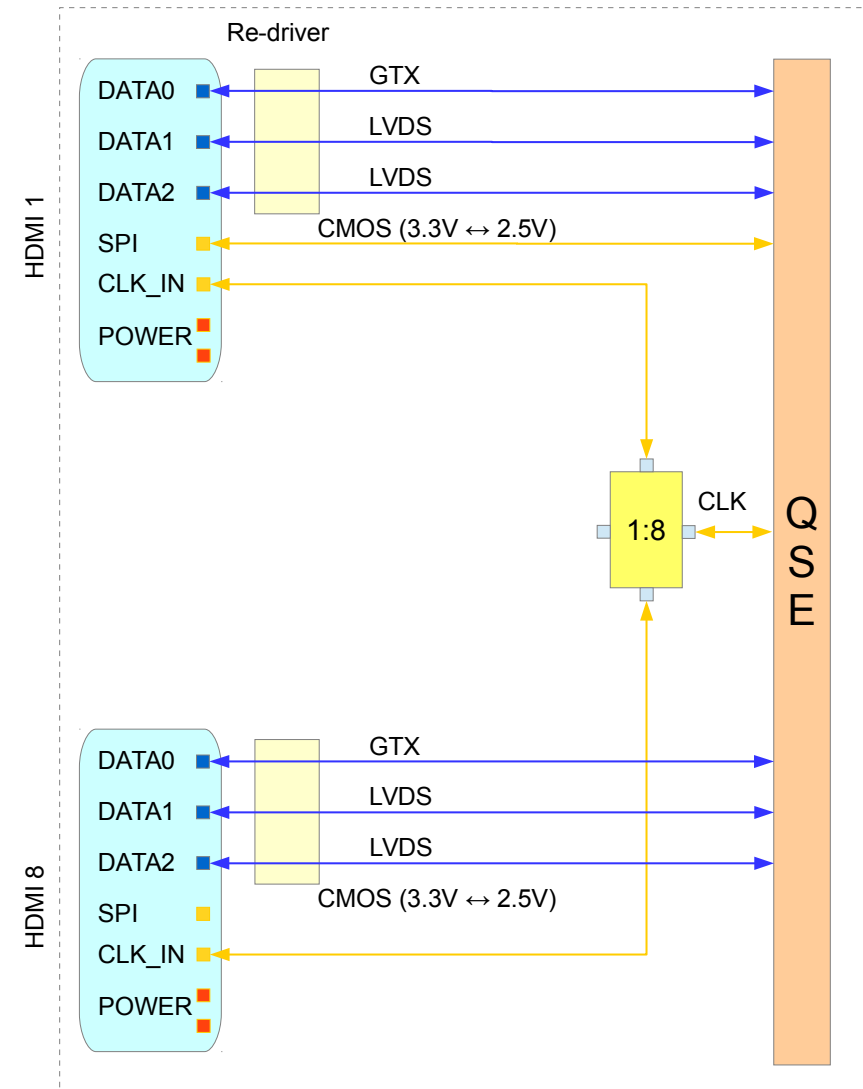 Re-driver
HDMI 1
DATA0
GTX
DATA1
LVDS
DATA2
LVDS
SPI
CMOS (3.3V ↔ 2.5V)
CLK_IN
POWER
1:8
CLK
Q
S
E
HDMI 8
DATA0
GTX
DATA1
LVDS
DATA2
LVDS
SPI
CMOS (3.3V ↔ 2.5V)
CLK_IN
POWER